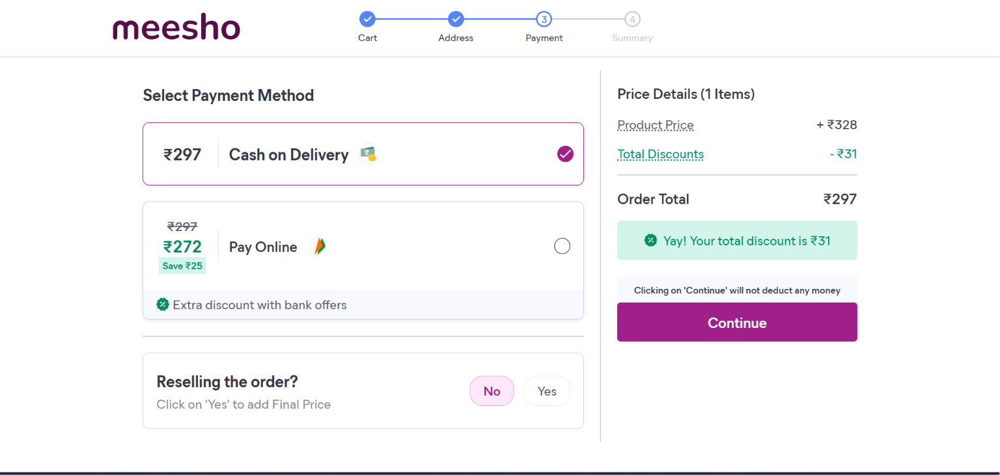 meesho
Cart
Address
3
Payment
4
Summary
Select Payment Method
₹297
Cash on Delivery
₹297
₹272
Save ₹25
Pay Online
Extra discount with bank offers
Reselling the order?
Click on 'Yes' to add Final Price
No
Yes
Price Details (1 Items)
Product Price + ₹328
Total Discounts - ₹31
Order Total ₹297
Yay! Your total discount is ₹31
Clicking on 'Continue' will not deduct any money
Continue